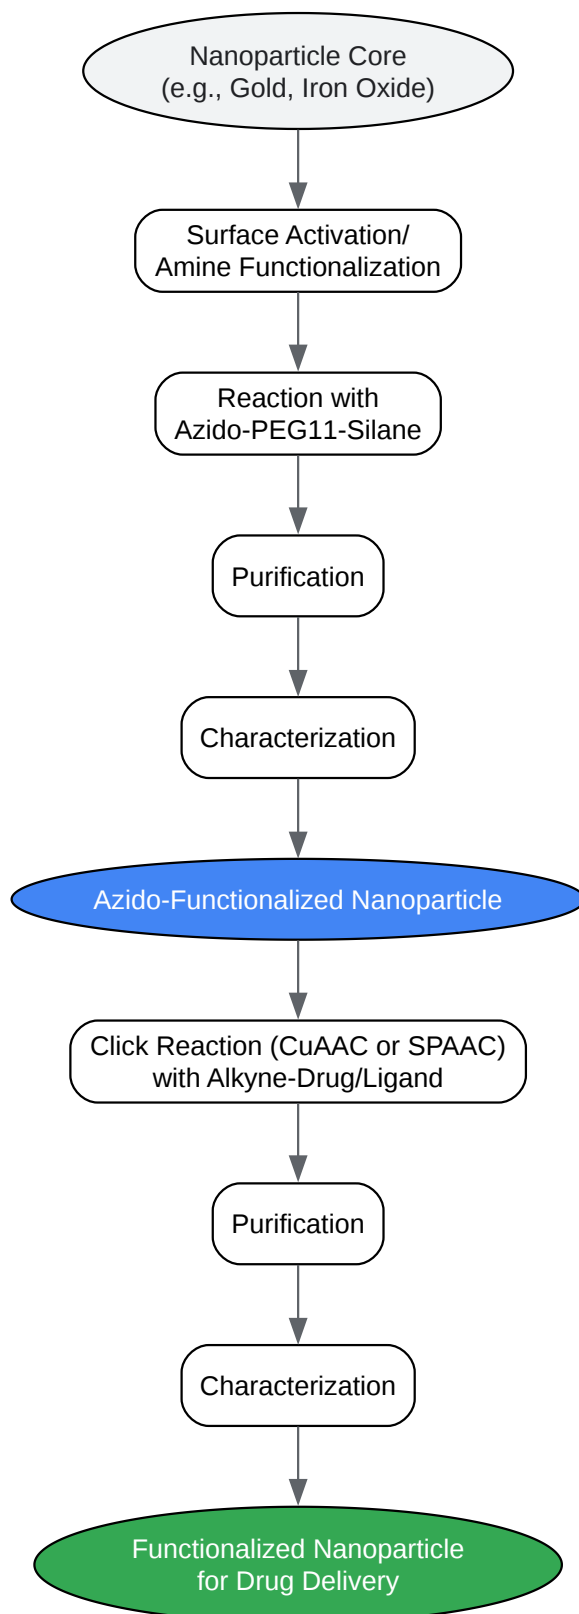 Nanoparticle Core
(e.g., Gold, Iron Oxide)
Surface Activation/
Amine Functionalization
Reaction with
Azido-PEG11-Silane
Purification
Characterization
Azido-Functionalized Nanoparticle
Click Reaction (CuAAC or SPAAC)
with Alkyne-Drug/Ligand
Purification
Characterization
Functionalized Nanoparticle
for Drug Delivery